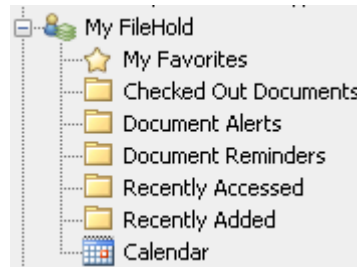 My FileHold
My Favorites
Checked Out Documents
Document Alerts
Document Reminders
Recently Accessed
Recently Added
Calendar